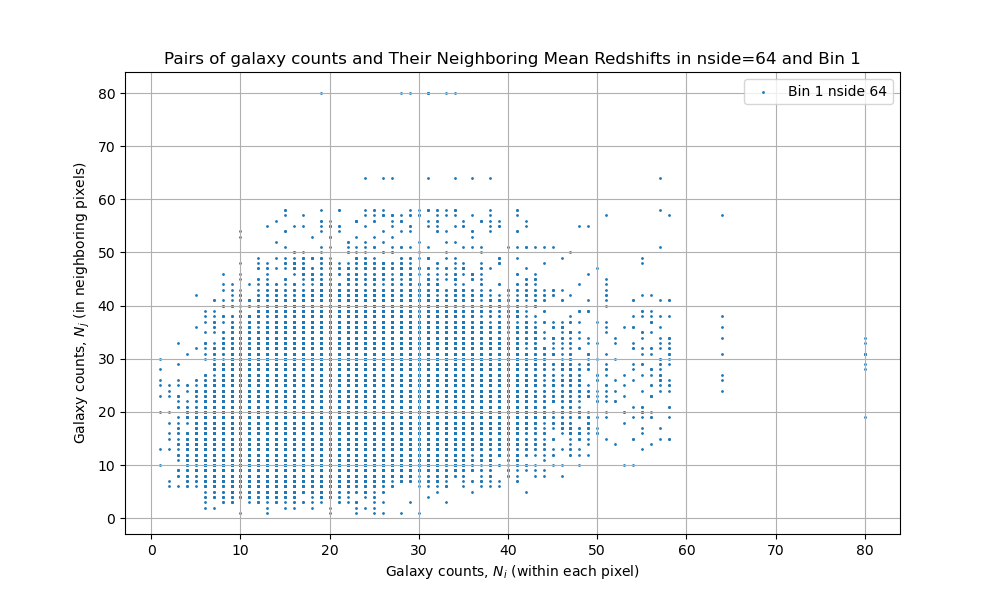 Pairs of galaxy counts and Their Neighboring Mean Redshifts in nside=64 and Bin 1
Bin 1 nside 64
Galaxy counts, $N_j$ (in neighboring pixels)
80
70
60
50
40
30
20
10
0
0 10 20 30 40 50 60 70 80
Galaxy counts, $N_i$ (within each pixel)